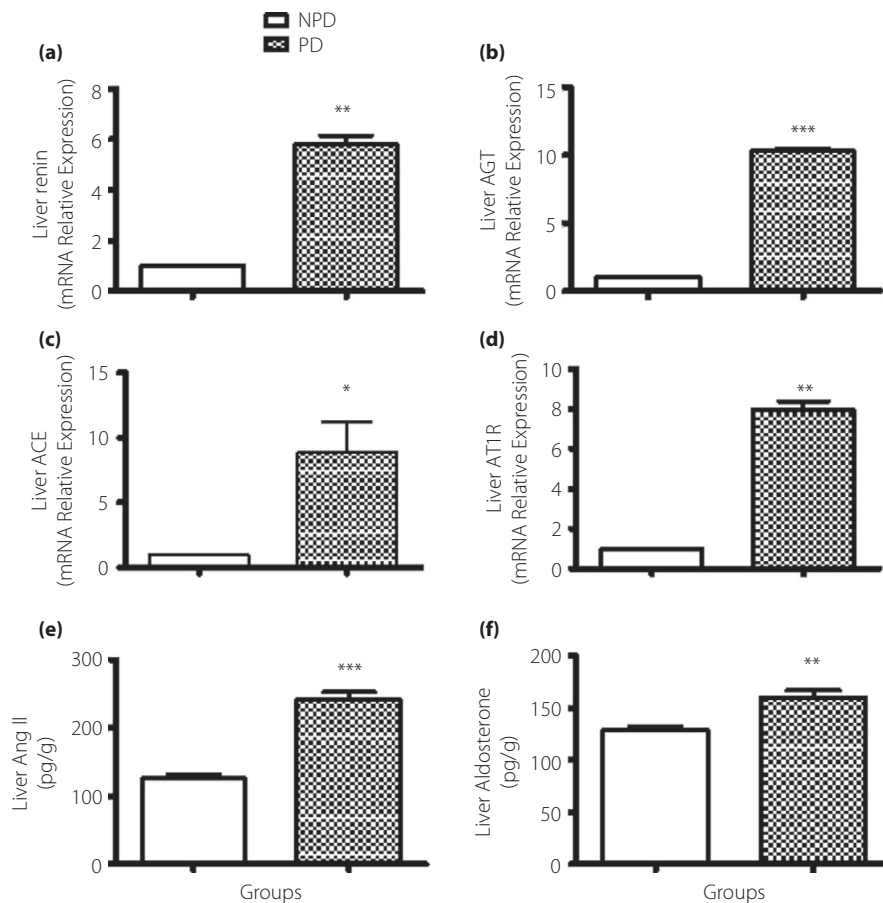 NPD
PD
(a)
Liver renin
(mRNA Relative Expression)
8
6
4
2
0
**
(b)
Liver AGT
(mRNA Relative Expression)
15
10
5
0
***
(c)
Liver ACE
(mRNA Relative Expression)
15
10
5
0
*
(d)
Liver AT1R
(mRNA Relative Expression)
10
8
6
4
2
0
**
(e)
Liver Ang II
(pg/g)
300
200
100
0
***
Groups
(f)
Liver Aldosterone
(pg/g)
200
150
100
50
0
**
Groups